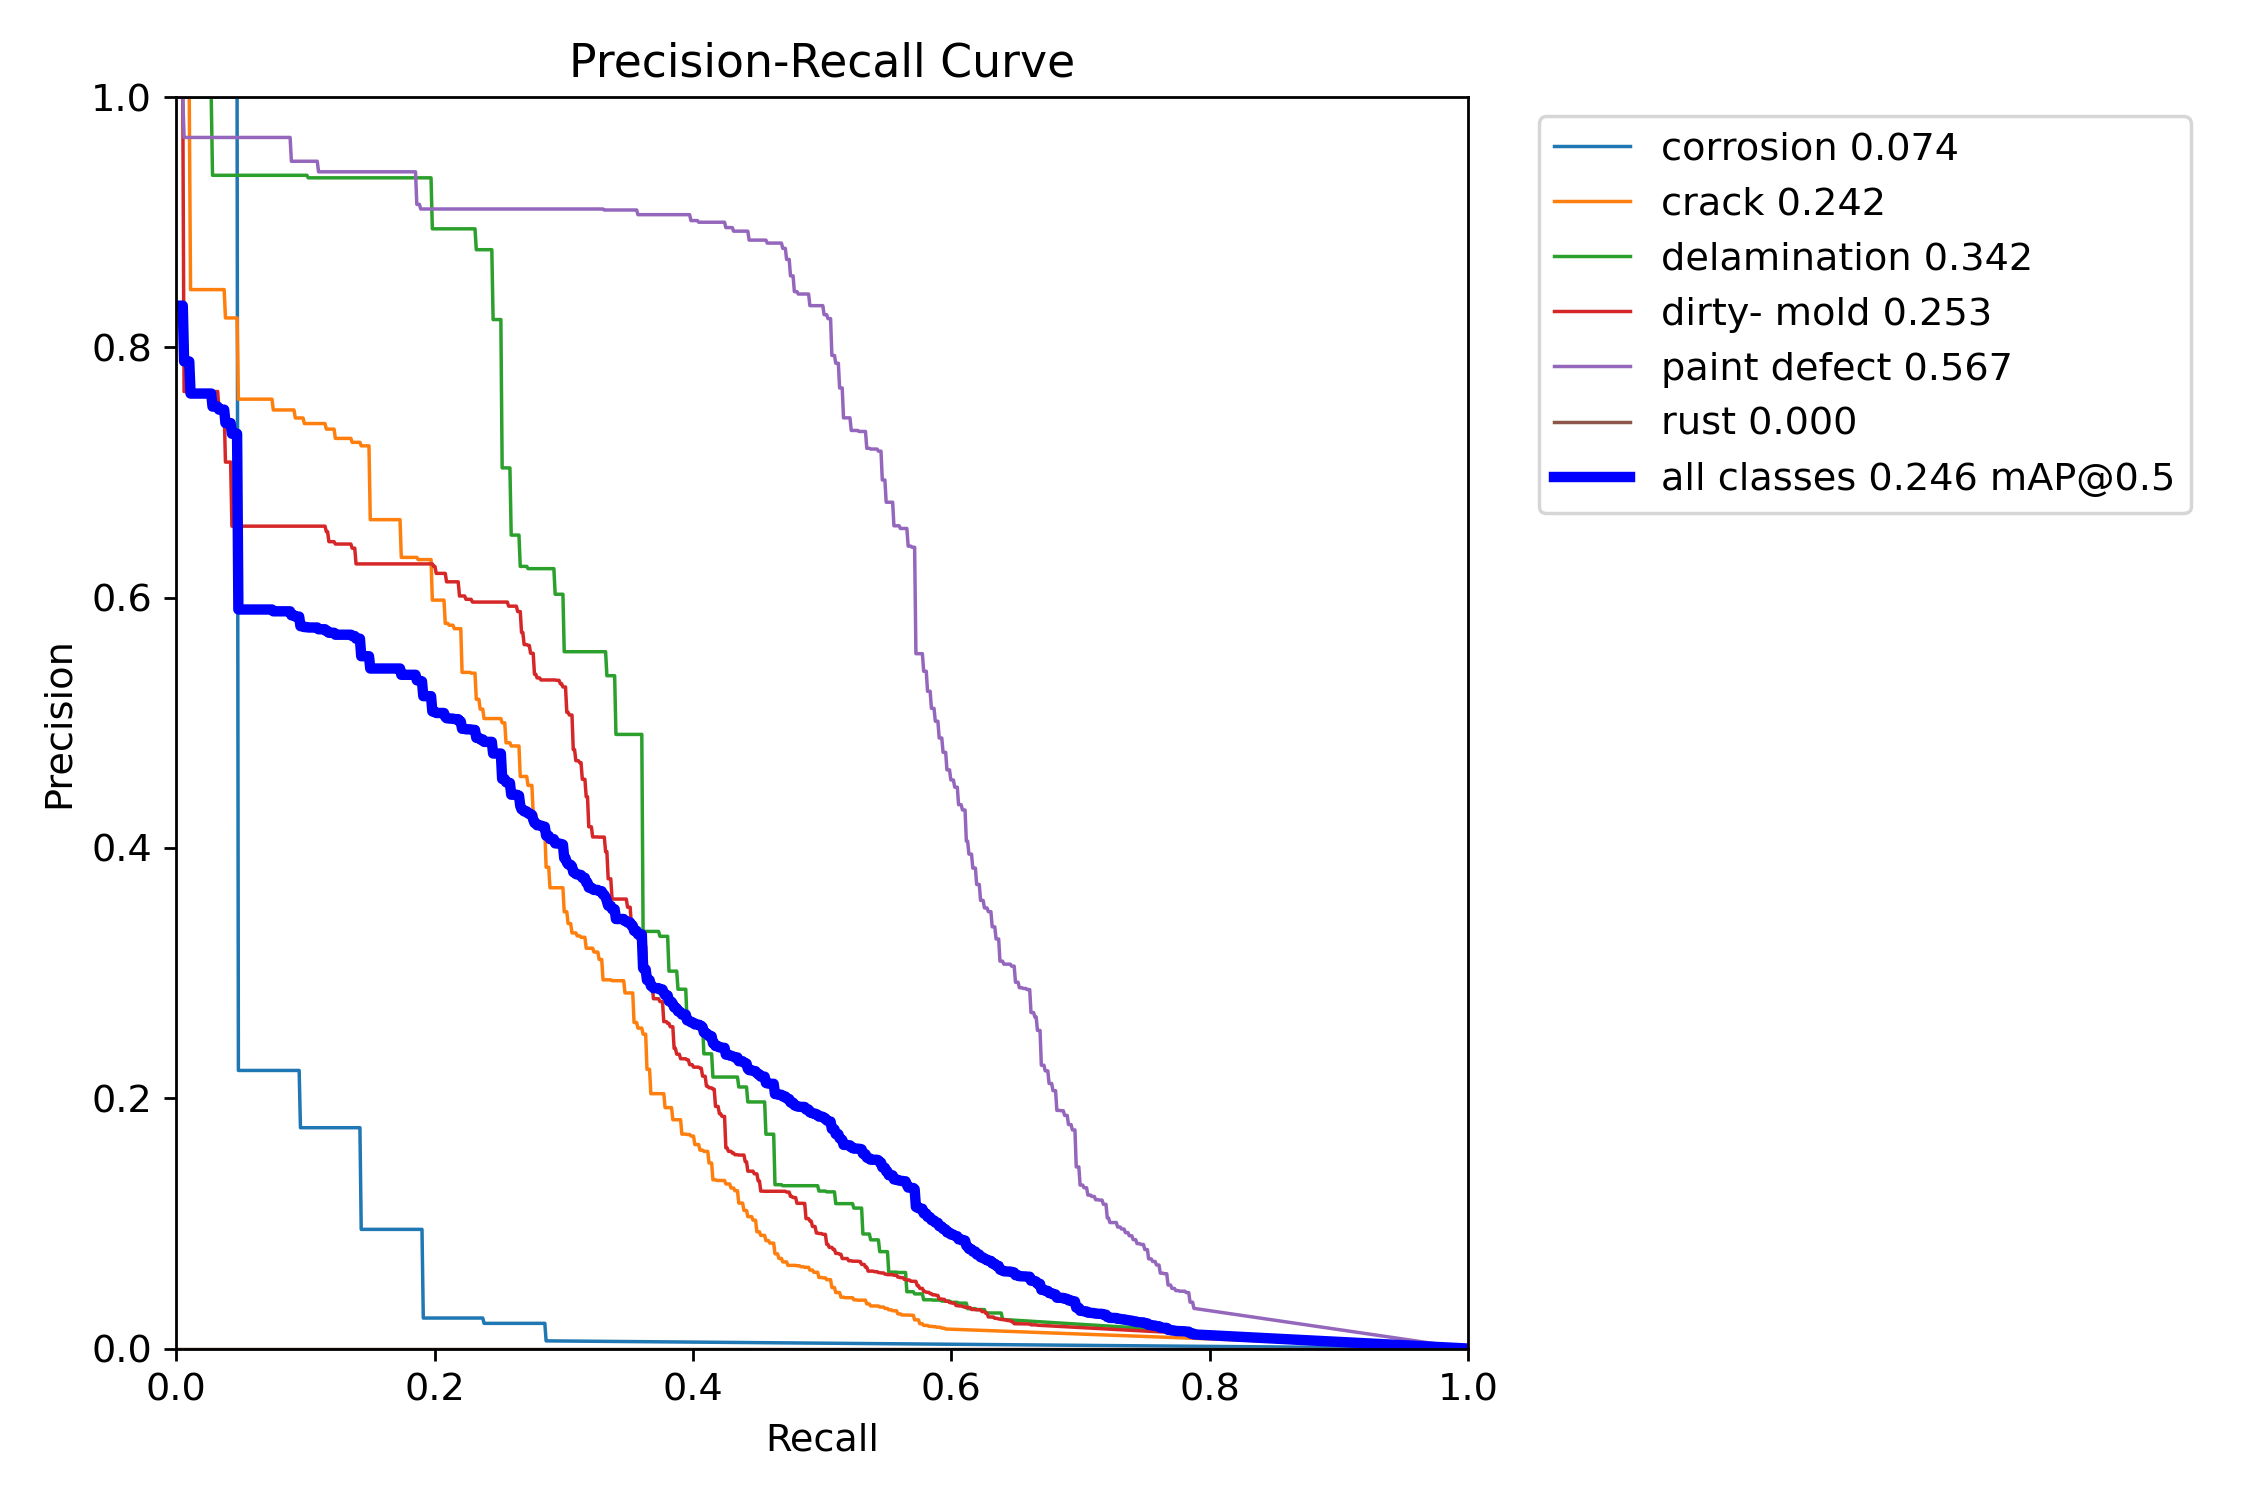 Precision-Recall Curve
1.0
0.8
0.6
0.4
0.2
0.0
Precision
0.0 0.2 0.4 0.6 0.8 1.0
Recall
corrosion 0.074
crack 0.242
delamination 0.342
dirty- mold 0.253
paint defect 0.567
rust 0.000
all classes 0.246 mAP@0.5